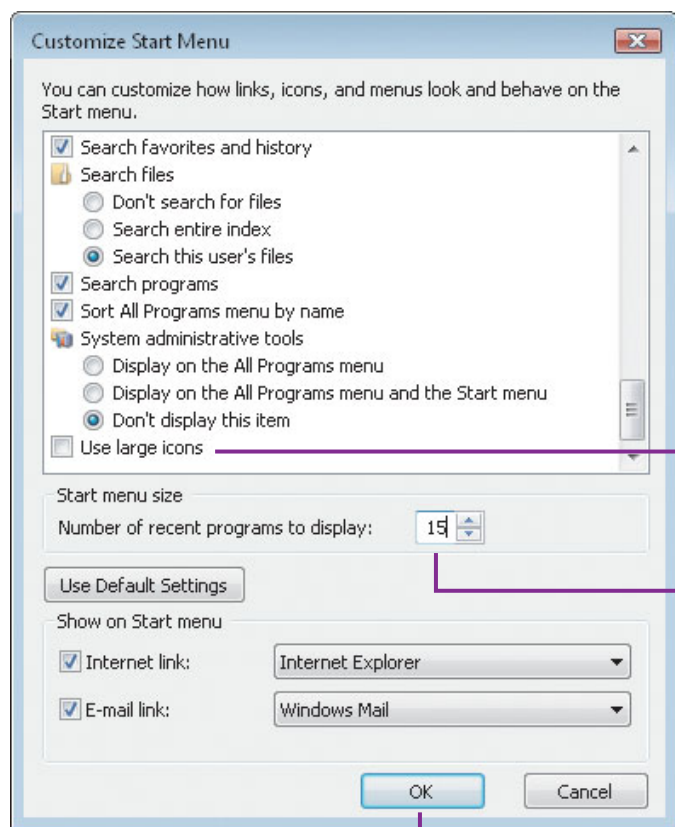 Customize Start Menu
You can customize how links, icons, and menus look and behave on the
Start menu.
Search favorites and history
Search files
Don't search for files
Search entire index
Search this user's files
Search programs
Sort All Programs menu by name
System administrative tools
Display on the All Programs menu
Display on the All Programs menu and the Start menu
Don't display this item
Use large icons
Start menu size
Number of recent programs to display: 15
Use Default Settings
Show on Start menu
Internet link: Internet Explorer
E-mail link: Windows Mail
OK Cancel